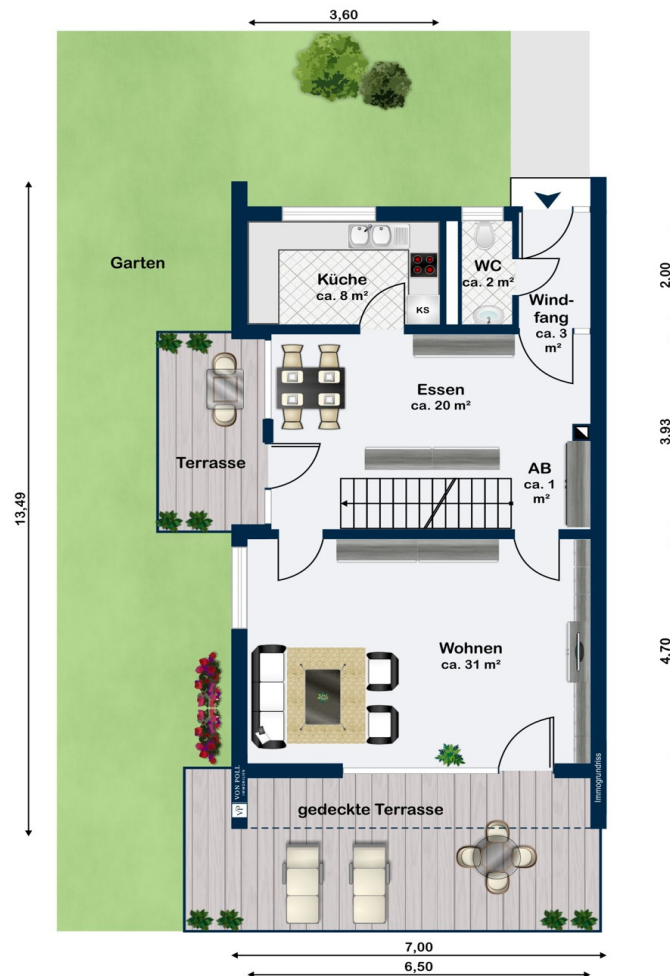 3,60
Garten
Küche
ca. 8 m²
KS
WC
ca. 2 m²
Wind-
fang
ca. 3
m²
2,00
Essen
ca. 20 m²
3,93
Terrasse
AB
ca. 1
m²
13,49
Wohnen
ca. 31 m²
4,70
VP VON POLL
IMMOBILIEN
Immogrundriss
gedeckte Terrasse
7,00
6,50